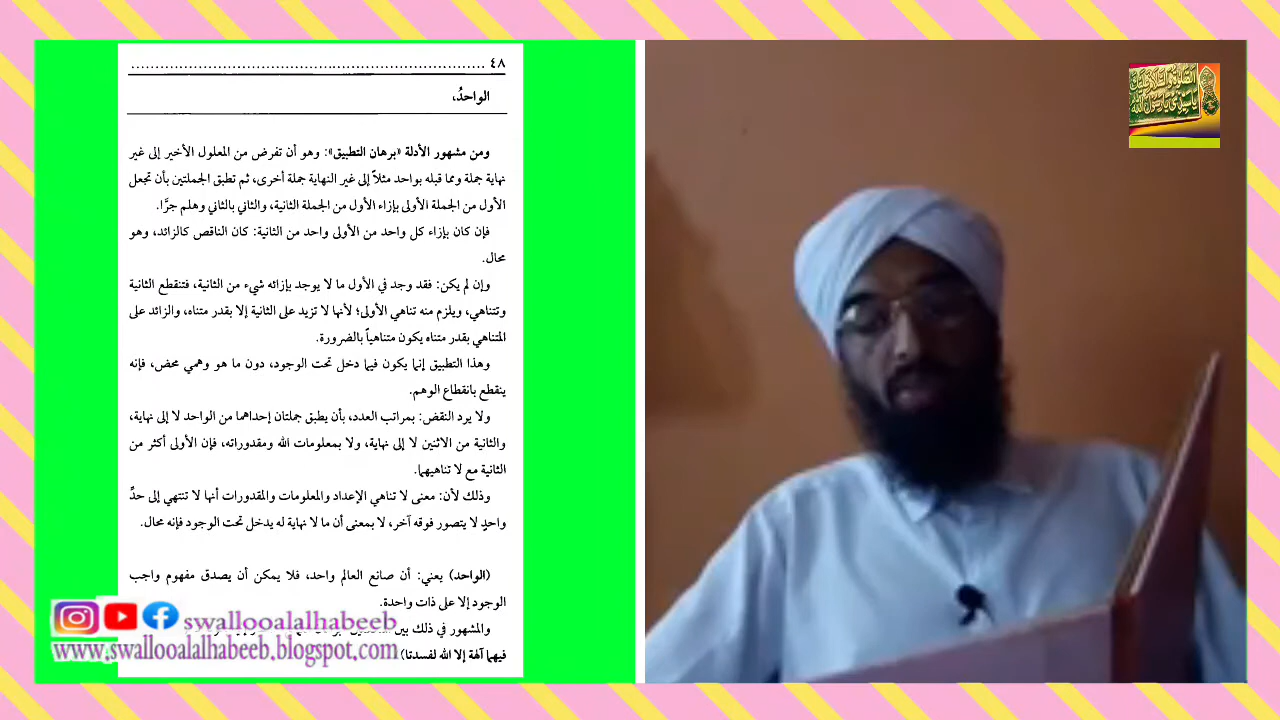 ٤٨ ........................................................................
الواحدُ،
ومن مشهور الأدلة «برهان التطبيق»: وهو أن تفرض من المعلول الأخير إلى غير
نهاية جملة ومما قبله بواحد مثلاً إلى غير النهاية جملة أخرى، ثم تطبق الجملتين بأن تجعل
الأول من الجملة الأولى بإزاء الأول من الجملة الثانية، والثاني بالثاني وهلم جرَّا.
فإن كان بإزاء كل واحد من الأولى واحد من الثانية: كان الناقص كالزائد، وهو
محال.
وإن لم يكن: فقد وجد في الأول ما لا يوجد بإزائه شيء من الثانية، فتنقطع الثانية
وتتناهي، ويلزم منه تناهي الأولى؛ لأنها لا تزيد على الثانية إلا بقدر متناه، والزائد على
المتناهي بقدر متناه يكون متناهياً بالضرورة.
وهذا التطبيق إنما يكون فيما دخل تحت الوجود، دون ما هو وهمي محض، فإنه
ينقطع بانقطاع الوهم.
ولا يرد النقض: بمراتب العدد، بأن يطبق جملتان إحداهما من الواحد لا إلى نهاية،
والثانية من الاثنين لا إلى نهاية، ولا بمعلومات الله ومقدوراته، فإن الأولى أكثر من
الثانية مع لا تناهيهما.
وذلك لأن: معنى لا تناهي الإعداد والمعلومات والمقدورات أنها لا تنتهي إلى حدٍّ
واحدٍ لا يتصور فوقه آخر، لا بمعنى أن ما لا نهاية له يدخل تحت الوجود فإنه محال.
(الواحد) يعني: أن صانع العالم واحد، فلا يمكن أن يصدق مفهوم واجب
الوجود إلا على ذات واحدة.
والمشهور في ذلك بين
فيهما آلهة إلا الله لفسدتا)
swallooalalhabeeb
www.swallooalalhabeeb.blogspot.com